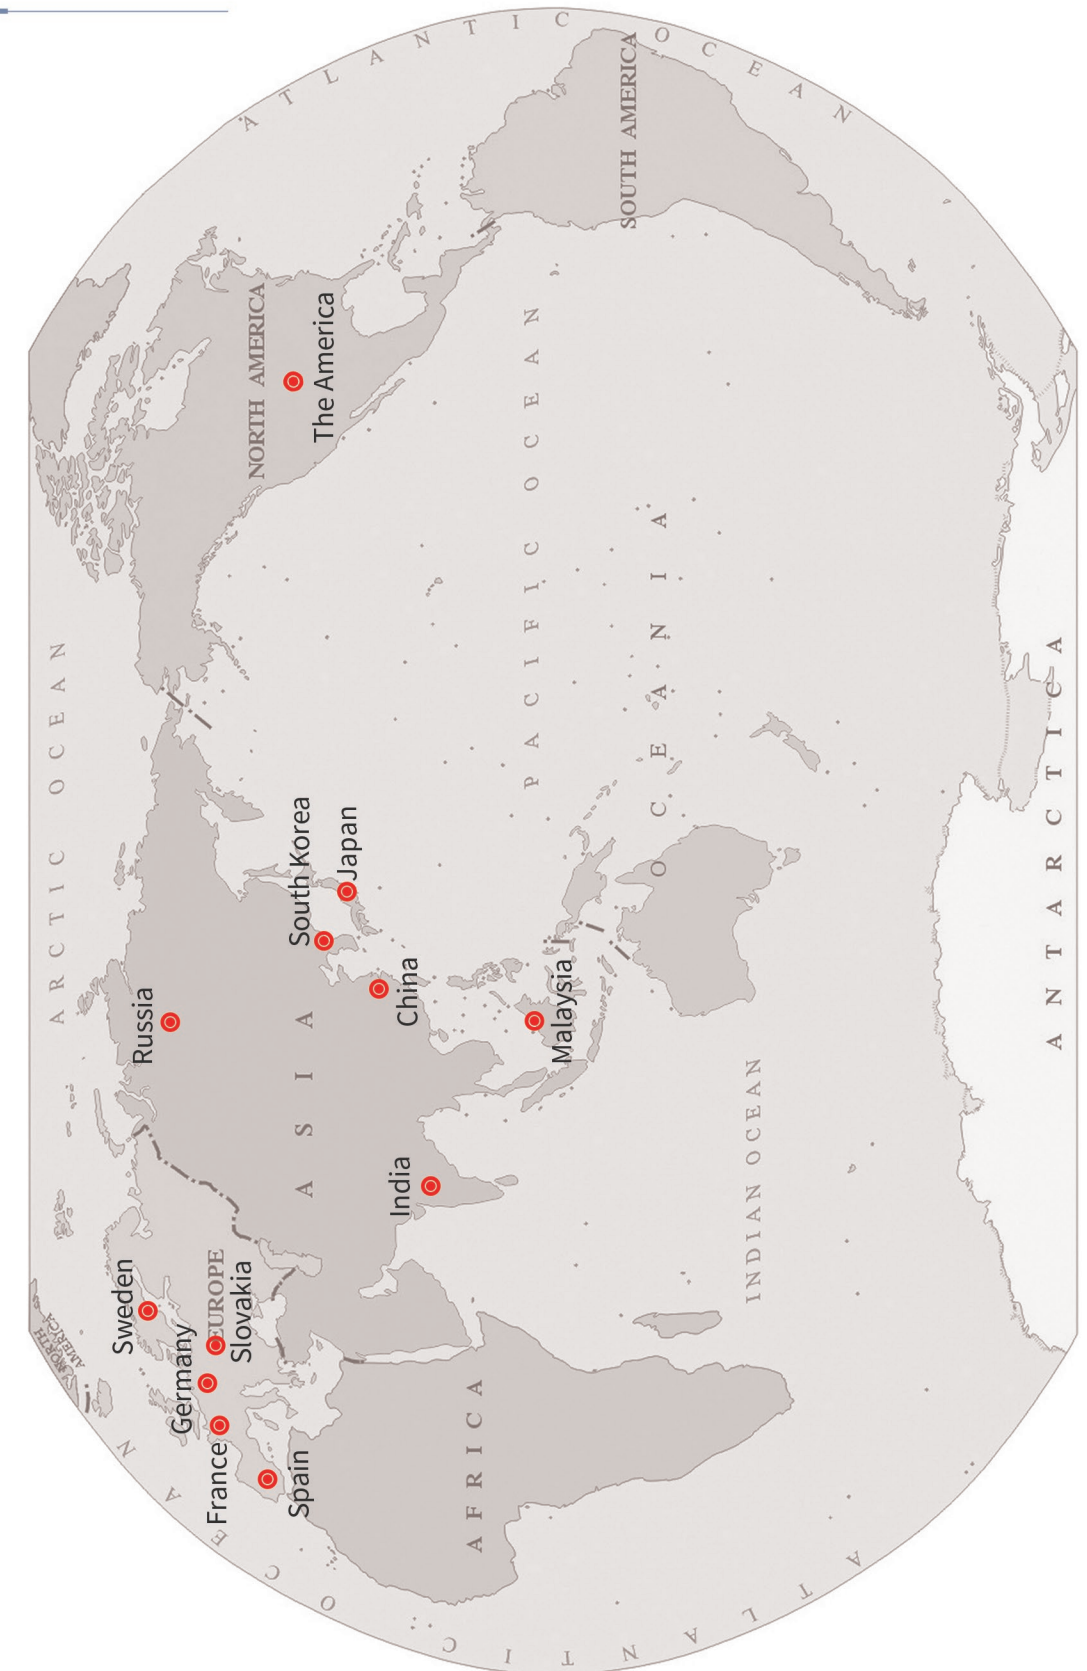 ARCTIC OCEAN
ATLANTIC OCEAN
NORTH AMERICA
The America
SOUTH AMERICA
PACIFIC OCEAN
OCEANIA
Russia
South Korea
Japan
China
Malaysia
ASIA
India
Sweden
EUROPE
Slovakia
Germany
France
Spain
NORTH
AMERICA
AFRICA
INDIAN OCEAN
ATLANTIC OCEAN
ANTARCTICA